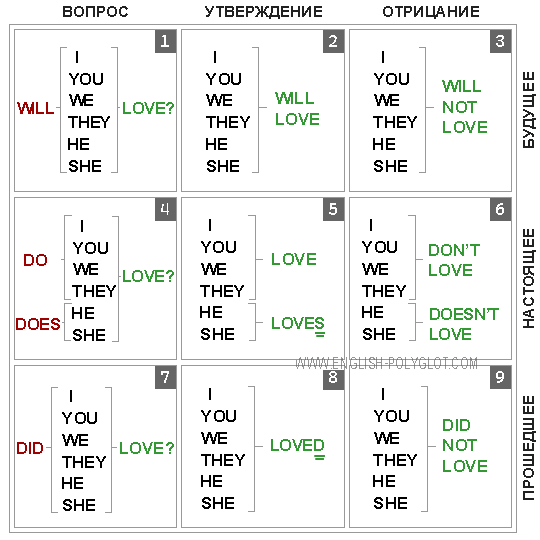 ВОПРОС
УТВЕРЖДЕНИЕ
ОТРИЦАНИЕ
1
WILL
I
YOU
WE
THEY
HE
SHE
LOVE?
2
I
YOU
WE
THEY
HE
SHE
WILL
LOVE
3
I
YOU
WE
THEY
HE
SHE
WILL
NOT
LOVE
БУДУЩЕЕ
4
DO
DOES
I
YOU
WE
THEY
HE
SHE
LOVE?
5
I
YOU
WE
THEY
HE
SHE
LOVE
LOVES
6
I
YOU
WE
THEY
HE
SHE
DON'T
LOVE
DOESN'T
LOVE
НАСТОЯЩЕЕ
WWW.ENGLISH-POLYGLOT.COM
7
DID
I
YOU
WE
THEY
HE
SHE
LOVE?
8
I
YOU
WE
THEY
HE
SHE
LOVED
9
I
YOU
WE
THEY
HE
SHE
DID
NOT
LOVE
ПРОШЕДШЕЕ